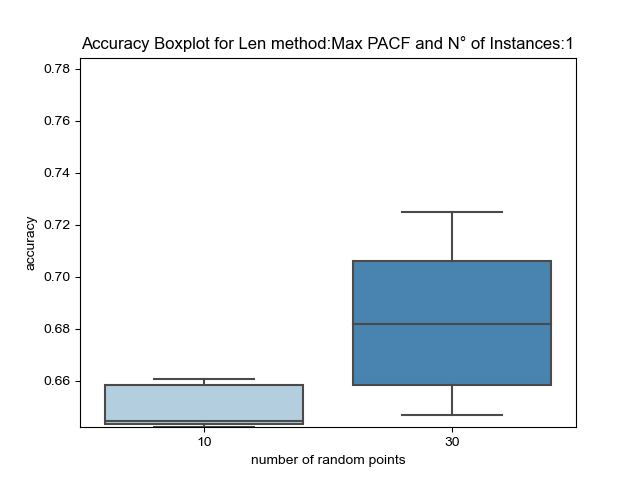 Accuracy Boxplot for Len method:Max PACF and N° of Instances:1
0.78
0.76
0.74
0.72
0.70
0.68
0.66
accuracy
10 30
number of random points